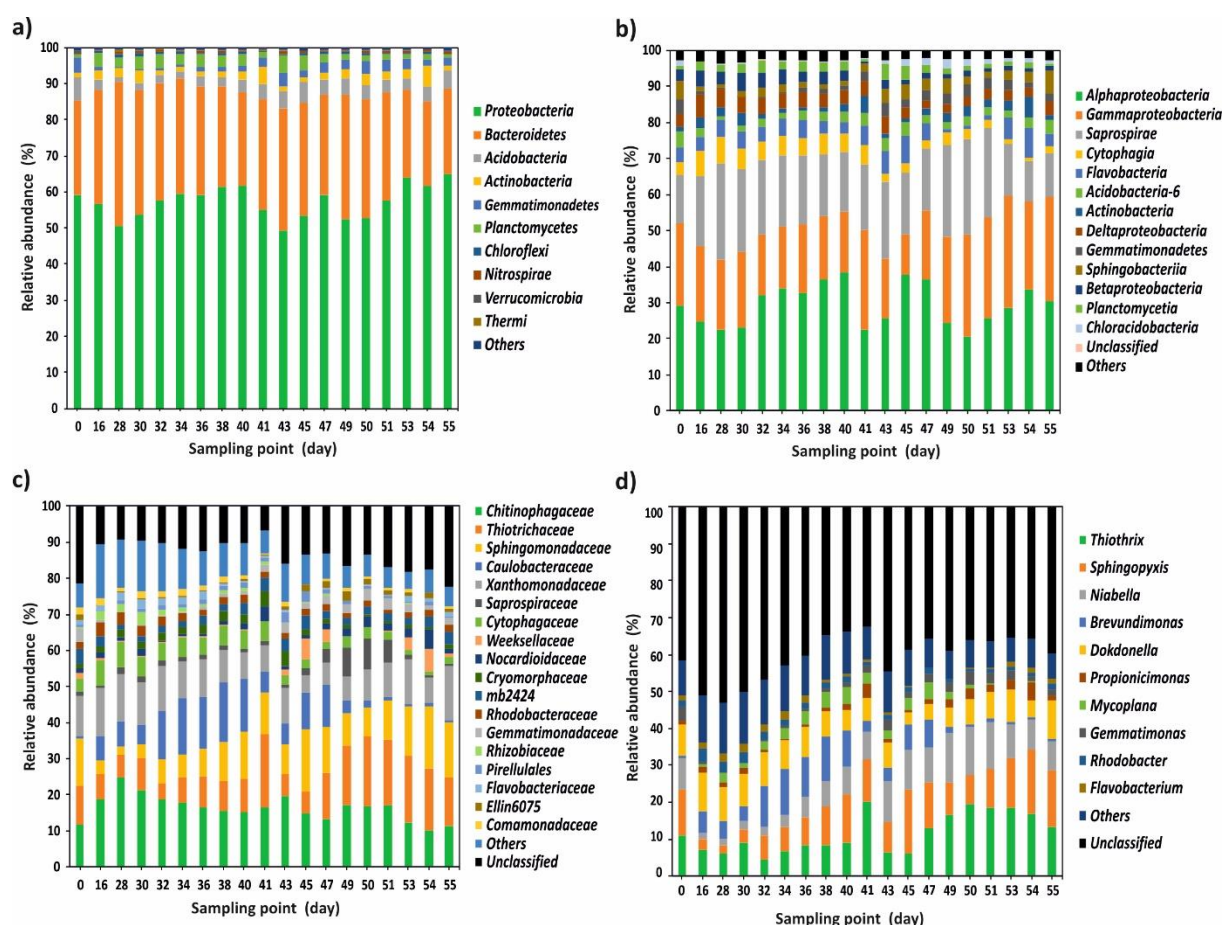 a)
Relative abundance (%)
100
90
80
70
60
50
40
30
20
10
0
0 16 28 30 32 34 36 38 40 41 43 45 47 49 50 51 53 54 55
Sampling point (day)
Proteobacteria
Bacteroidetes
Acidobacteria
Actinobacteria
Gemmatimonadetes
Planctomycetes
Chloroflexi
Nitrospirae
Verrucomicrobia
Thermi
Others
b)
Relative abundance (%)
100
90
80
70
60
50
40
30
20
10
0
0 16 28 30 32 34 36 38 40 41 43 45 47 49 50 51 53 54 55
Sampling point (day)
Alphaproteobacteria
Gammaproteobacteria
Saprospirae
Cytophagia
Flavobacteria
Acidobacteria-6
Actinobacteria
Deltaproteobacteria
Gemmatimonadetes
Sphingobacteriia
Betaproteobacteria
Planctomycetia
Chloracidobacteria
Unclassified
Others
c)
Relative abundance (%)
100
90
80
70
60
50
40
30
20
10
0
0 16 28 30 32 34 36 38 40 41 43 45 47 49 50 51 53 54 55
Sampling point (day)
Chitinophagaceae
Thiotrichaceae
Sphingomonadaceae
Caulobacteraceae
Xanthomonadaceae
Saprospiraceae
Cytophagaceae
Weeksellaceae
Nocardioidaceae
Cryomorphaceae
mb2424
Rhodobacteraceae
Gemmatimonadaceae
Rhizobiaceae
Pirellulales
Flavobacteriaceae
Ellin6075
Comamonadaceae
Others
Unclassified
d)
Relative abundance (%)
100
90
80
70
60
50
40
30
20
10
0
0 16 28 30 32 34 36 38 40 41 43 45 47 49 50 51 53 54 55
Sampling point (day)
Thiothrix
Sphingopyxis
Niabella
Brevundimonas
Dokdonella
Propionicimonas
Mycoplana
Gemmatimonas
Rhodobacter
Flavobacterium
Others
Unclassified